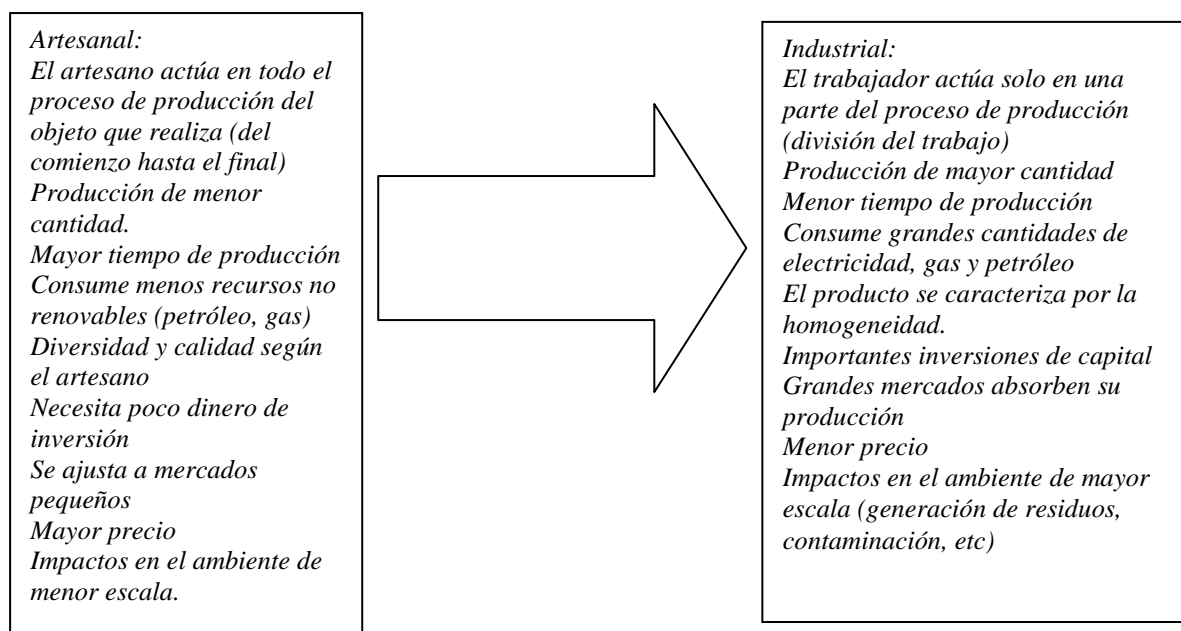 Artesanal:
El artesano actúa en todo el
proceso de producción del
objeto que realiza (del
comienzo hasta el final)
Producción de menor
cantidad.
Mayor tiempo de producción
Consume menos recursos no
renovables (petróleo, gas)
Diversidad y calidad según
el artesano
Necesita poco dinero de
inversión
Se ajusta a mercados
pequeños
Mayor precio
Impactos en el ambiente de
menor escala.
Industrial:
El trabajador actúa solo en una
parte del proceso de producción
(división del trabajo)
Producción de mayor cantidad
Menor tiempo de producción
Consume grandes cantidades de
electricidad, gas y petróleo
El producto se caracteriza por la
homogeneidad.
Importantes inversiones de capital
Grandes mercados absorben su
producción
Menor precio
Impactos en el ambiente de mayor
escala (generación de residuos,
contaminación, etc)